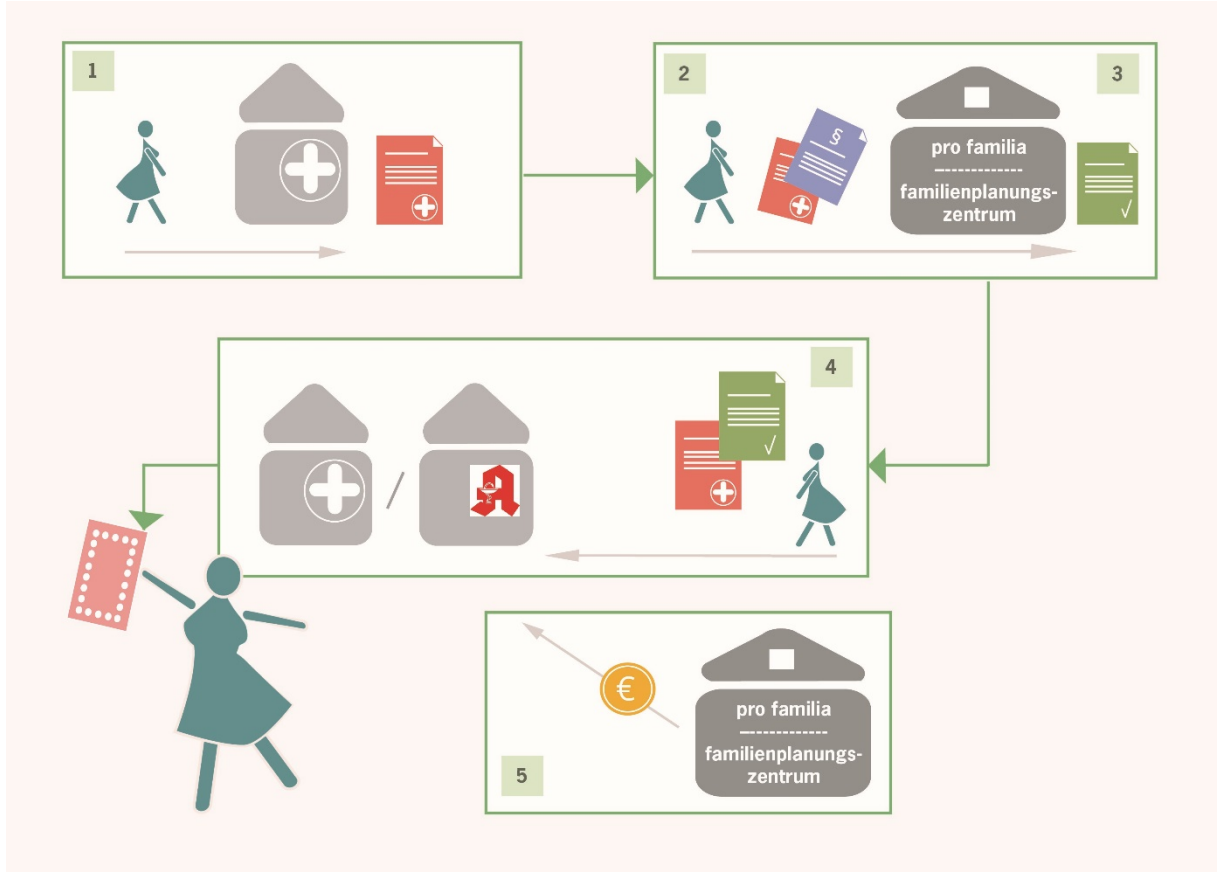 1
2
3
§
pro familia
-------------
familienplanungs-
zentrum
√
4
√
/
€
pro familia
-------------
familienplanungs-
zentrum
5